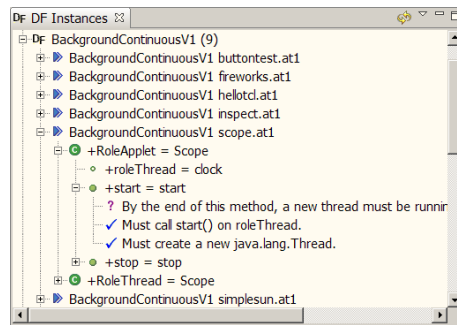 DF DF Instances
DF BackgroundContinuousV1 (9)
BackgroundContinuousV1 buttontest.at1
BackgroundContinuousV1 fireworks.at1
BackgroundContinuousV1 hellotcl.at1
BackgroundContinuousV1 inspect.at1
BackgroundContinuousV1 scope.at1
C +RoleApplet = Scope
+roleThread = clock
+start = start
? By the end of this method, a new thread must be runnin
Must call start() on roleThread.
Must create a new java.lang.Thread.
+stop = stop
C +RoleThread = Scope
BackgroundContinuousV1 simplesun.at1